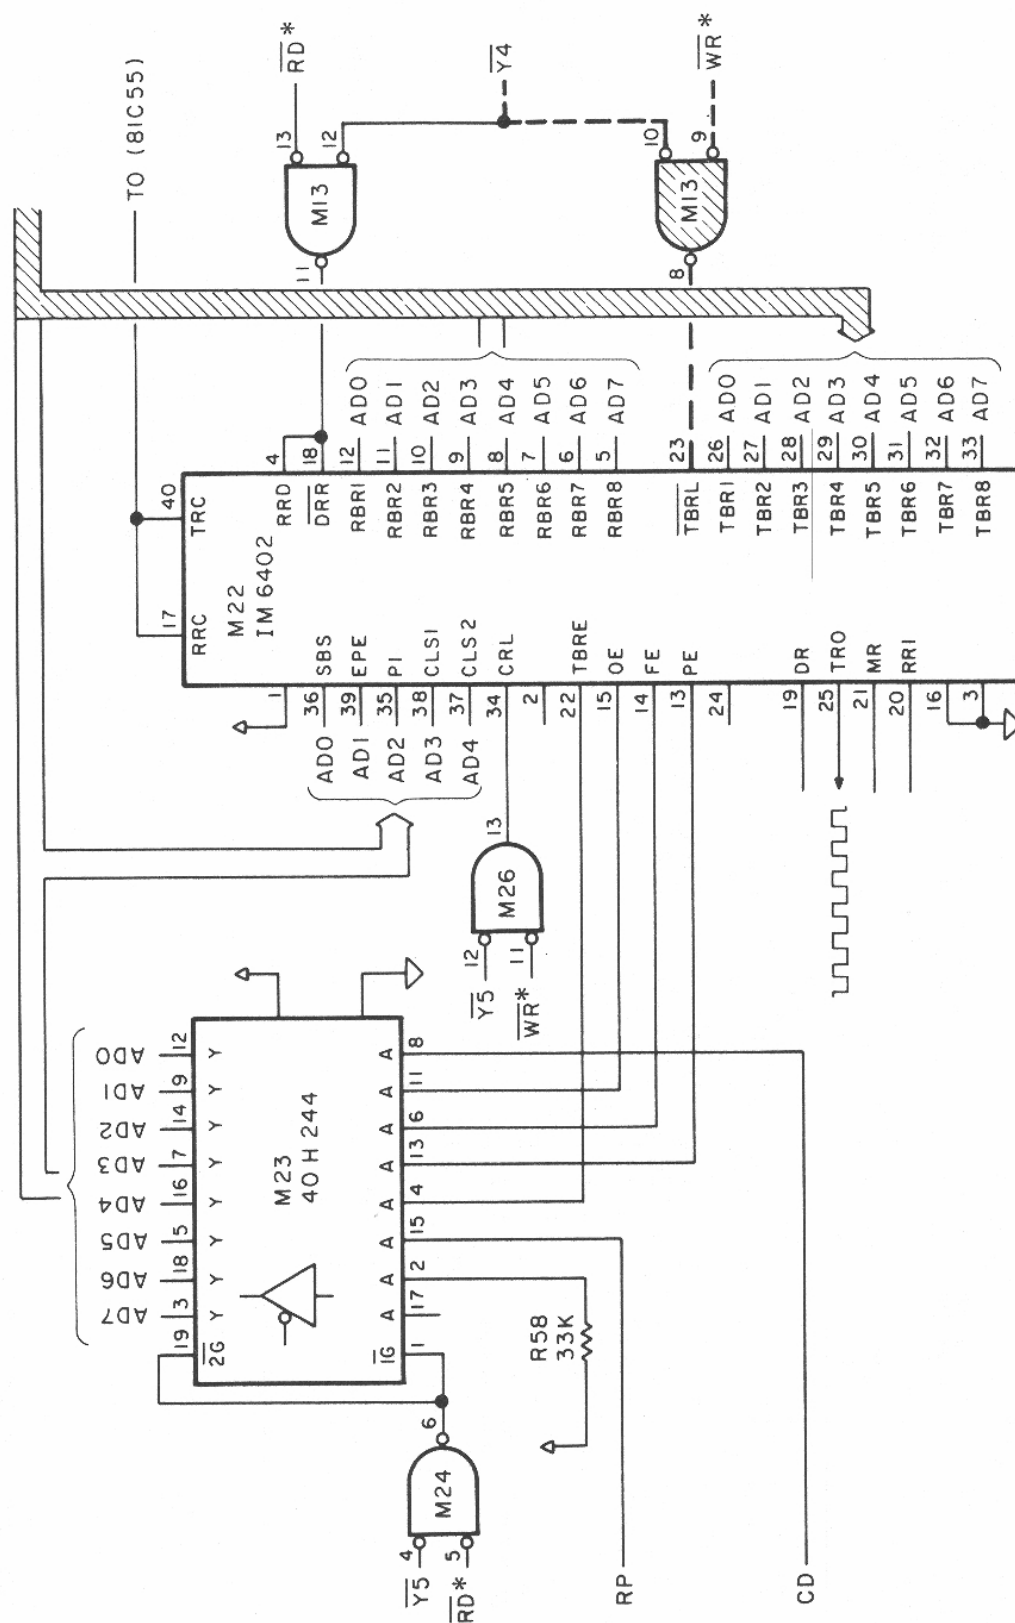 TO (81C55)
RD*
Y4
WR*
13
12
M13
11
10
9
M13
8
40
TRC
17
RRC
M22
IM6402
4
RRD
18
DRR
12
RBR1
AD0
11
RBR2
AD1
10
RBR3
AD2
9
RBR4
AD3
8
RBR5
AD4
7
RBR6
AD5
6
RBR7
AD6
5
RBR8
AD7
23
TBRL
26
TBR1
AD0
27
TBR2
AD1
28
TBR3
AD2
29
TBR4
AD3
30
TBR5
AD4
31
TBR6
AD5
32
TBR7
AD6
33
TBR8
AD7
1
36
SBS
AD0
39
EPE
AD1
35
PI
AD2
38
CLS1
AD3
37
CLS2
AD4
34
CRL
2
22
TBRE
15
OE
14
FE
13
PE
24
19
DR
25
TRO
21
MR
20
RRI
16
3
13
M26
12
11
Y5
WR*
M23
40H244
AD0
12
Y
AD1
9
Y
AD2
14
Y
AD3
7
Y
AD4
16
Y
AD5
5
Y
AD6
18
Y
AD7
3
Y
19
2G
1G
1
A
8
A
11
A
6
A
13
A
4
A
15
A
2
A
17
R58
33K
6
M24
4
5
Y5
RD*
RP
CD